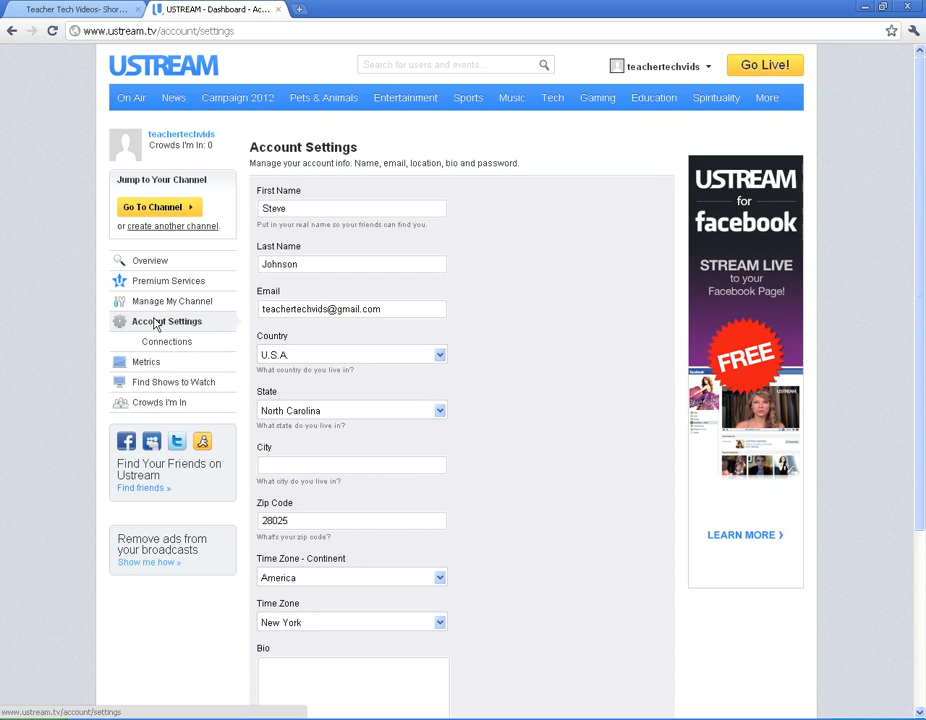 Teacher Tech Videos- Shor...
USTREAM - Dashboard - Ac...
www.ustream.tv/account/settings
USTREAM
Search for users and events...
teachertechvids
Go Live!
On Air News Campaign 2012 Pets & Animals Entertainment Sports Music Tech Gaming Education Spirituality More
teachertechvids
Crowds I'm In: 0
Jump to Your Channel
Go To Channel
or create another channel.
Overview
Premium Services
Manage My Channel
Account Settings
Connections
Metrics
Find Shows to Watch
Crowds I'm In
Find Your Friends on
Ustream
Find friends »
Remove ads from
your broadcasts
Show me how »
Account Settings
Manage your account info. Name, email, location, bio and password.
First Name
Steve
Put in your real name so your friends can find you.
Last Name
Johnson
Email
teachertechvids@gmail.com
Country
U.S.A.
What country do you live in?
State
North Carolina
What state do you live in?
City
What city do you live in?
Zip Code
28025
What's your zip code?
Time Zone - Continent
America
Time Zone
New York
Bio
USTREAM
for
facebook
STREAM LIVE
to your
Facebook Page!
FREE
USTREAM
LEARN MORE
www.ustream.tv/account/settings